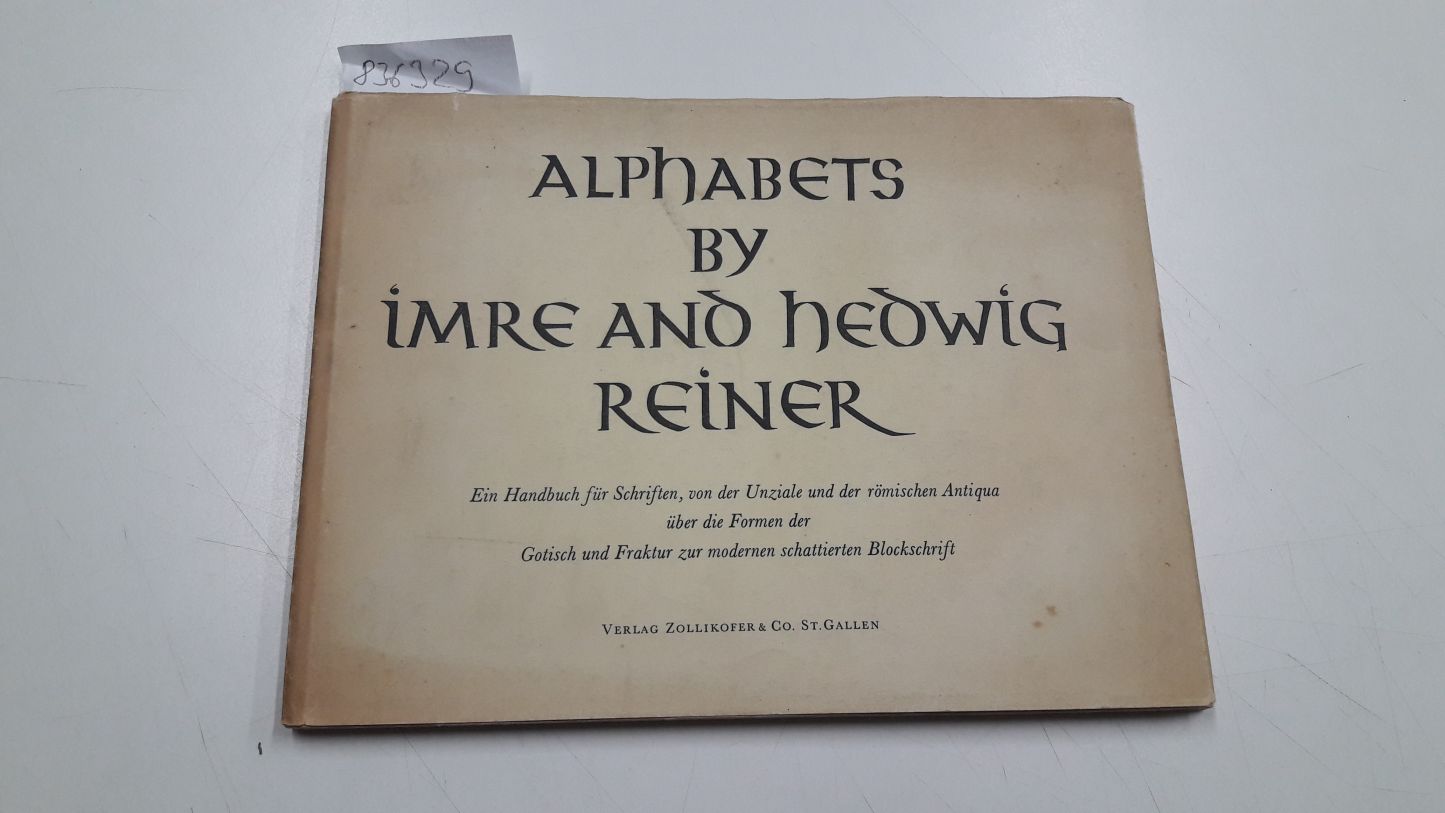 836329
ALPHABETS
BY
IMRE AND HEDWIG
REINER
Ein Handbuch für Schriften, von der Unziale und der römischen Antiqua
über die Formen der
Gotisch und Fraktur zur modernen schattierten Blockschrift
VERLAG ZOLLIKOFER & CO. ST. GALLEN